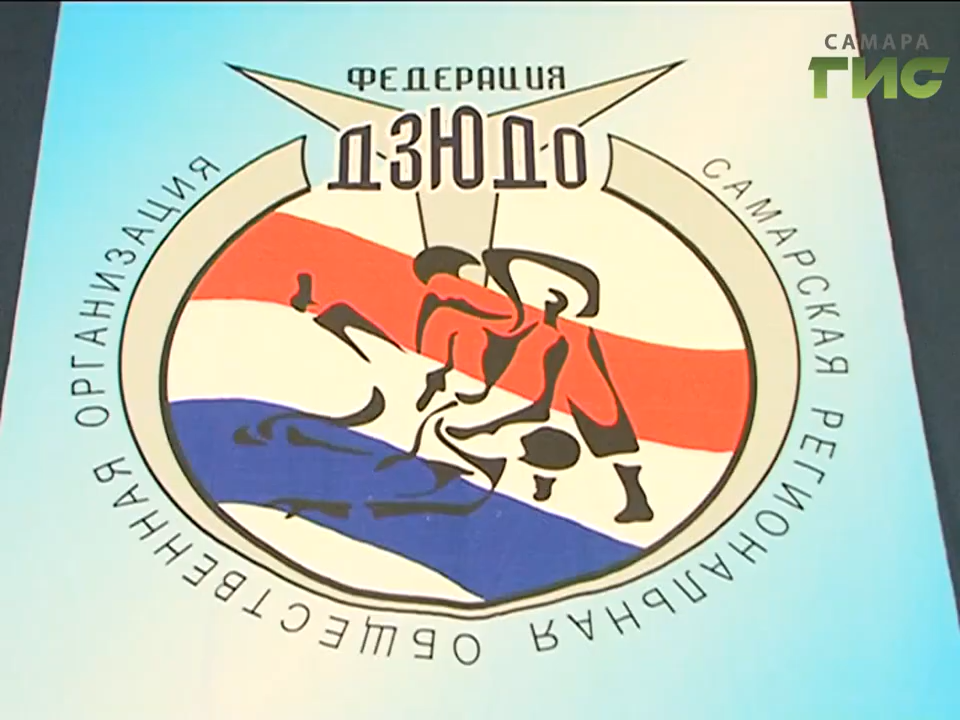 САМАРА
ГИС
ФЕДЕРАЦИЯ
ДЗЮДО
САМАРСКАЯ РЕГИОНАЛЬНАЯ ОБЩЕСТВЕННАЯ ОРГАНИЗАЦИЯ